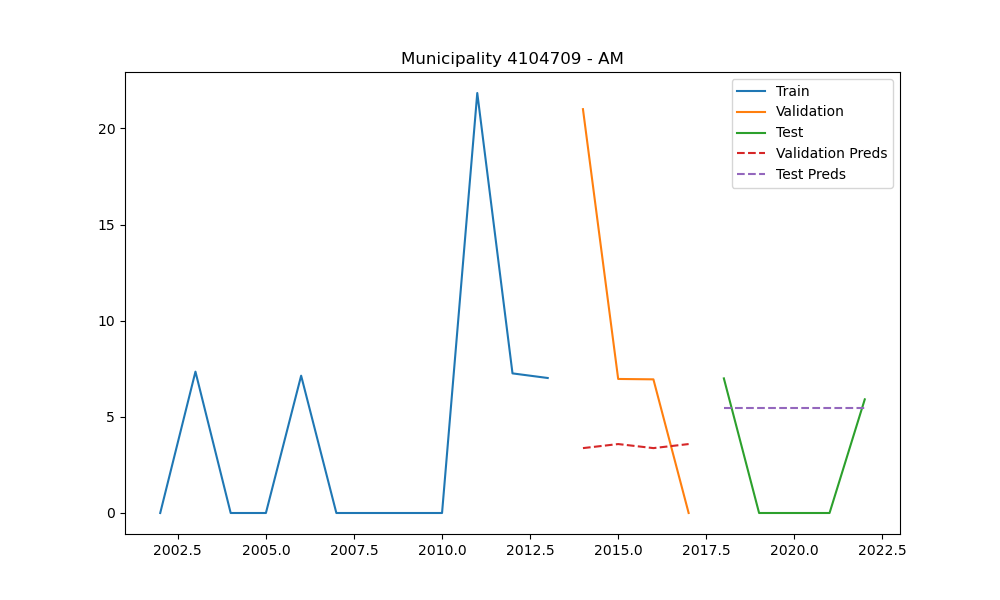 Municipality 4104709 - AM
Train
Validation
Test
Validation Preds
Test Preds
20
15
10
5
0
2002.5 2005.0 2007.5 2010.0 2012.5 2015.0 2017.5 2020.0 2022.5